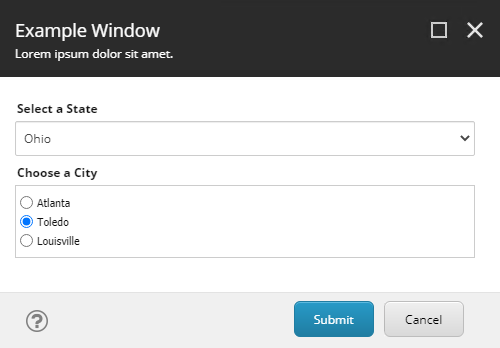 Example Window
Lorem ipsum dolor sit amet.
Select a State
Ohio
Choose a City
Atlanta
Toledo
Louisville
?
Submit
Cancel